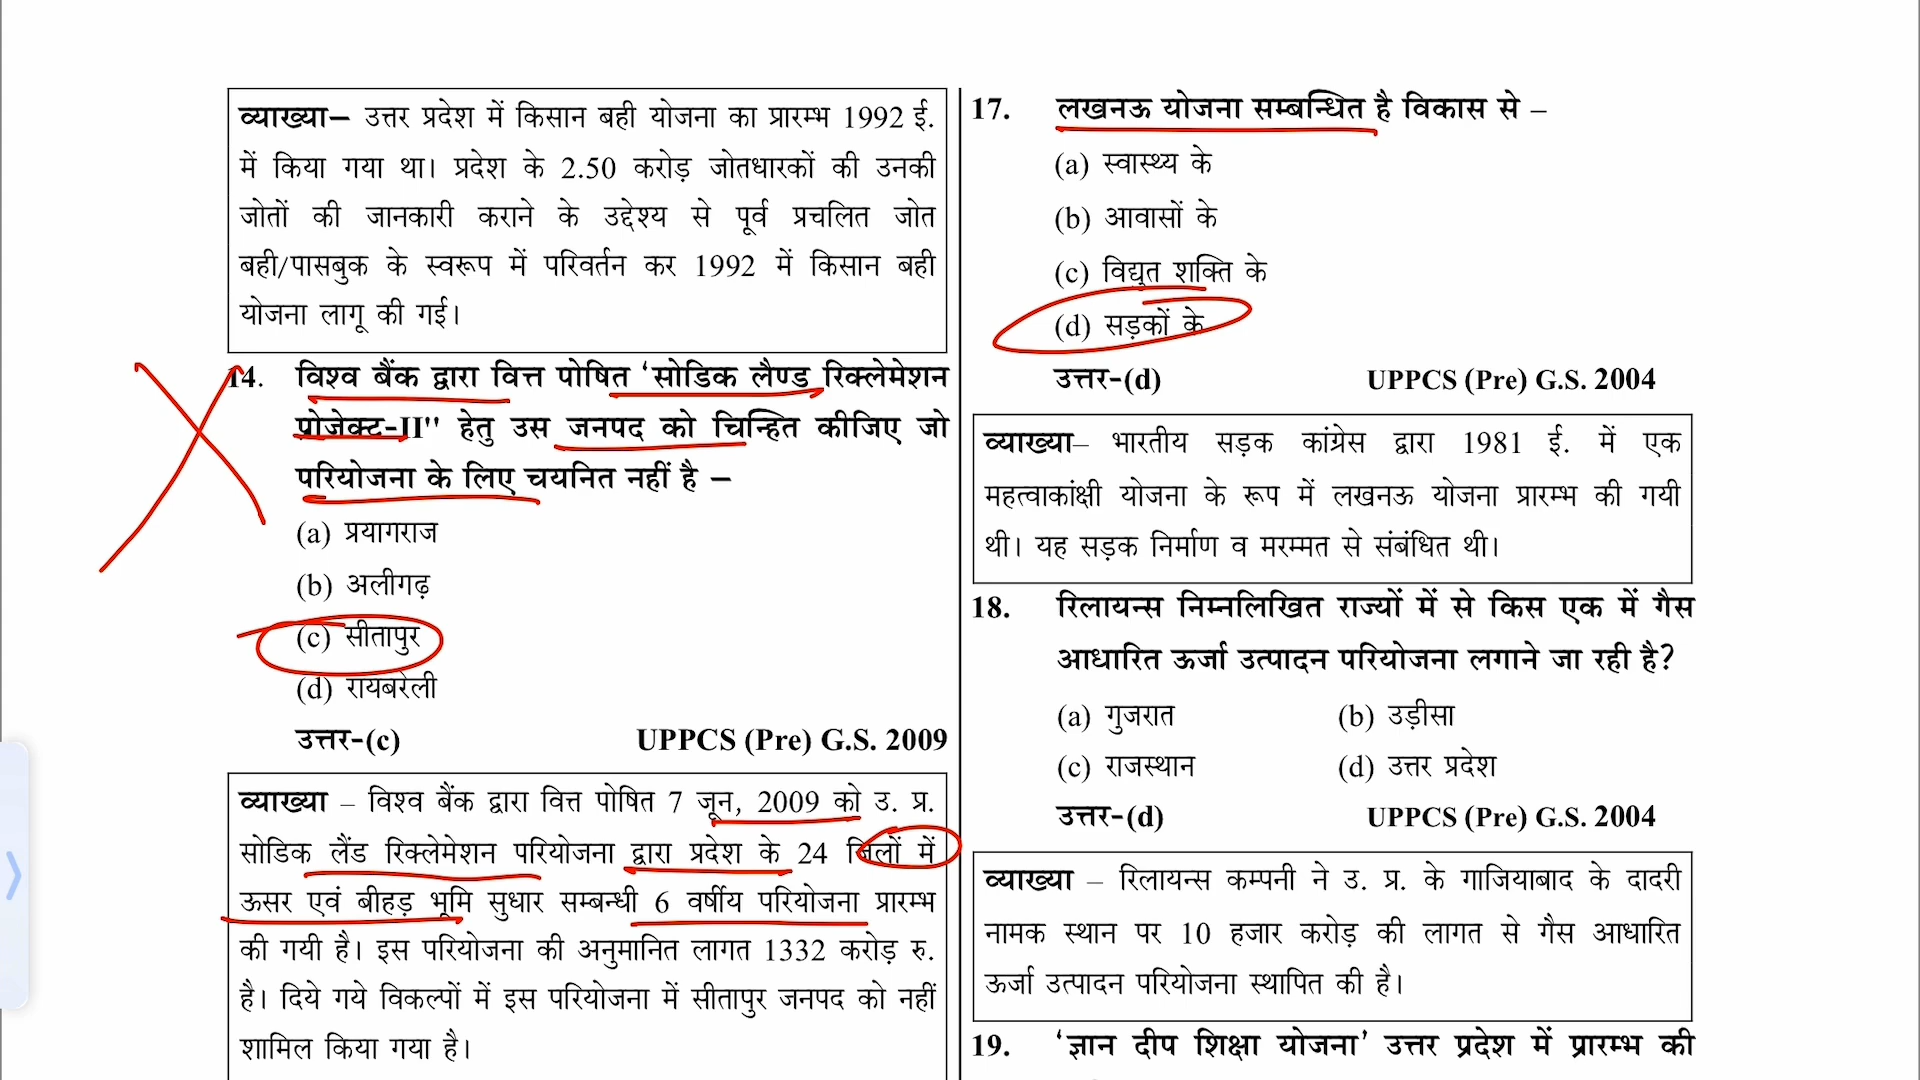 व्याख्या– उत्तर प्रदेश में किसान बही योजना का प्रारम्भ 1992 ई.
में किया गया था। प्रदेश के 2.50 करोड़ जोतधारकों की उनकी
जोतों की जानकारी कराने के उद्देश्य से पूर्व प्रचलित जोत
बही/पासबुक के स्वरूप में परिवर्तन कर 1992 में किसान बही
योजना लागू की गई।
14. विश्व बैंक द्वारा वित्त पोषित 'सोडिक लैण्ड रिक्लेमेशन
प्रोजेक्ट-II'' हेतु उस जनपद को चिन्हित कीजिए जो
परियोजना के लिए चयनित नहीं है –
(a) प्रयागराज
(b) अलीगढ़
(c) सीतापुर
(d) रायबरेली
उत्तर-(c) UPPCS (Pre) G.S. 2009
व्याख्या – विश्व बैंक द्वारा वित्त पोषित 7 जून, 2009 को उ. प्र.
सोडिक लैंड रिक्लेमेशन परियोजना द्वारा प्रदेश के 24 जिलों में
ऊसर एवं बीहड़ भूमि सुधार सम्बन्धी 6 वर्षीय परियोजना प्रारम्भ
की गयी है। इस परियोजना की अनुमानित लागत 1332 करोड़ रु.
है। दिये गये विकल्पों में इस परियोजना में सीतापुर जनपद को नहीं
शामिल किया गया है।
17. लखनऊ योजना सम्बन्धित है विकास से –
(a) स्वास्थ्य के
(b) आवासों के
(c) विद्युत शक्ति के
(d) सड़कों के
उत्तर-(d) UPPCS (Pre) G.S. 2004
व्याख्या– भारतीय सड़क कांग्रेस द्वारा 1981 ई. में एक
महत्वाकांक्षी योजना के रूप में लखनऊ योजना प्रारम्भ की गयी
थी। यह सड़क निर्माण व मरम्मत से संबंधित थी।
18. रिलायन्स निम्नलिखित राज्यों में से किस एक में गैस
आधारित ऊर्जा उत्पादन परियोजना लगाने जा रही है?
(a) गुजरात (b) उड़ीसा
(c) राजस्थान (d) उत्तर प्रदेश
उत्तर-(d) UPPCS (Pre) G.S. 2004
व्याख्या – रिलायन्स कम्पनी ने उ. प्र. के गाजियाबाद के दादरी
नामक स्थान पर 10 हजार करोड़ की लागत से गैस आधारित
ऊर्जा उत्पादन परियोजना स्थापित की है।
19. 'ज्ञान दीप शिक्षा योजना' उत्तर प्रदेश में प्रारम्भ की